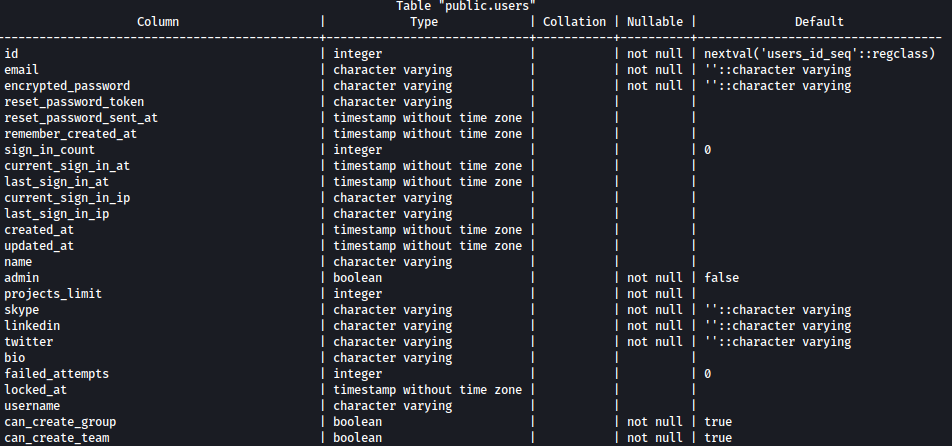 Table "public.users"
Column | Type | Collation | Nullable | Default
-----------------------------------------+-----------------------------+-----------+----------+------------------------------------
id | integer | | not null | nextval('users_id_seq'::regclass)
email | character varying | | not null | ''::character varying
encrypted_password | character varying | | not null | ''::character varying
reset_password_token | character varying | | |
reset_password_sent_at | timestamp without time zone | | |
remember_created_at | timestamp without time zone | | |
sign_in_count | integer | | | 0
current_sign_in_at | timestamp without time zone | | |
last_sign_in_at | timestamp without time zone | | |
current_sign_in_ip | character varying | | |
last_sign_in_ip | character varying | | |
created_at | timestamp without time zone | | |
updated_at | timestamp without time zone | | |
name | character varying | | |
admin | boolean | | not null | false
projects_limit | integer | | not null |
skype | character varying | | not null | ''::character varying
linkedin | character varying | | not null | ''::character varying
twitter | character varying | | not null | ''::character varying
bio | character varying | | |
failed_attempts | integer | | | 0
locked_at | timestamp without time zone | | |
username | character varying | | |
can_create_group | boolean | | not null | true
can_create_team | boolean | | not null | true